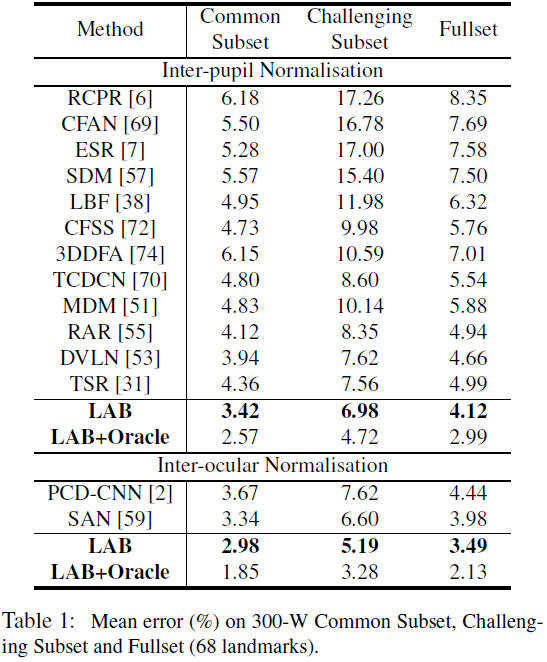 Method Common Subset Challenging Subset Fullset
Inter-pupil Normalisation
RCPR [6] 6.18 17.26 8.35
CFAN [69] 5.50 16.78 7.69
ESR [7] 5.28 17.00 7.58
SDM [57] 5.57 15.40 7.50
LBF [38] 4.95 11.98 6.32
CFSS [72] 4.73 9.98 5.76
3DDFA [74] 6.15 10.59 7.01
TCDCN [70] 4.80 8.60 5.54
MDM [51] 4.83 10.14 5.88
RAR [55] 4.12 8.35 4.94
DVLN [53] 3.94 7.62 4.66
TSR [31] 4.36 7.56 4.99
LAB 3.42 6.98 4.12
LAB+Oracle 2.57 4.72 2.99
Inter-ocular Normalisation
PCD-CNN [2] 3.67 7.62 4.44
SAN [59] 3.34 6.60 3.98
LAB 2.98 5.19 3.49
LAB+Oracle 1.85 3.28 2.13
Table 1: Mean error (%) on 300-W Common Subset, Challeng-
ing Subset and Fullset (68 landmarks).